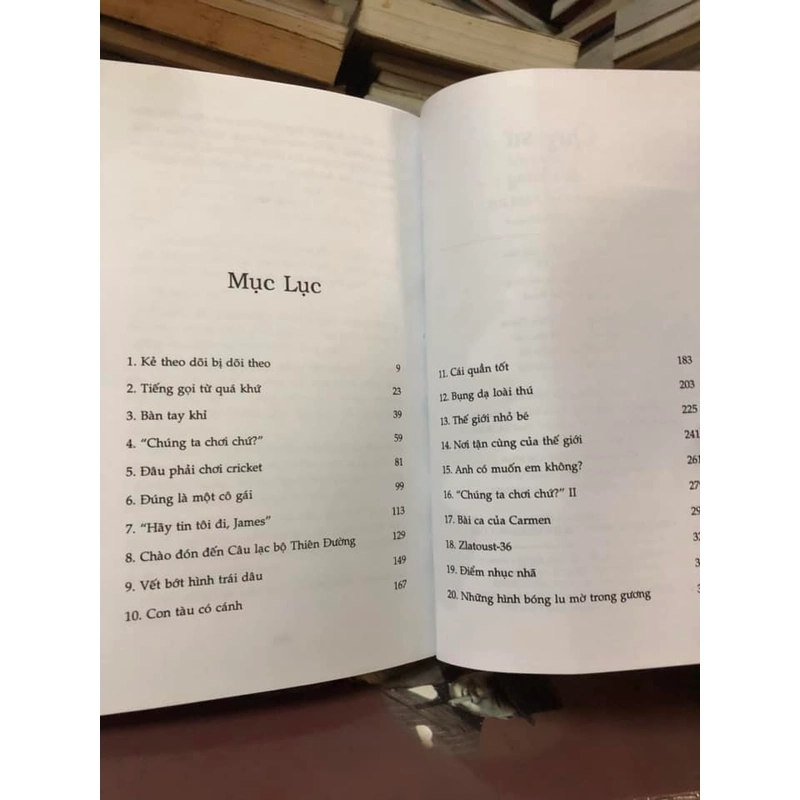 Mục Lục
1. Kẻ theo dõi bị dõi theo 9
2. Tiếng gọi từ quá khứ 23
3. Bàn tay khỉ 39
4. “Chúng ta chơi chứ?” 59
5. Đâu phải chơi cricket 81
6. Đúng là một cô gái 99
7. “Hãy tin tôi đi, James” 113
8. Chào đón đến Câu lạc bộ Thiên Đường 129
9. Vết bớt hình trái dâu 149
10. Con tàu có cánh 167
11. Cái quần tốt 183
12. Bụng dạ loài thú 203
13. Thế giới nhỏ bé 225
14. Nơi tận cùng của thế giới 241
15. Anh có muốn em không? 261
16. “Chúng ta chơi chứ?” II
17. Bài ca của Carmen
18. Zlatoust-36
19. Điểm nhục nhã
20. Những hình bóng lu mờ trong gương